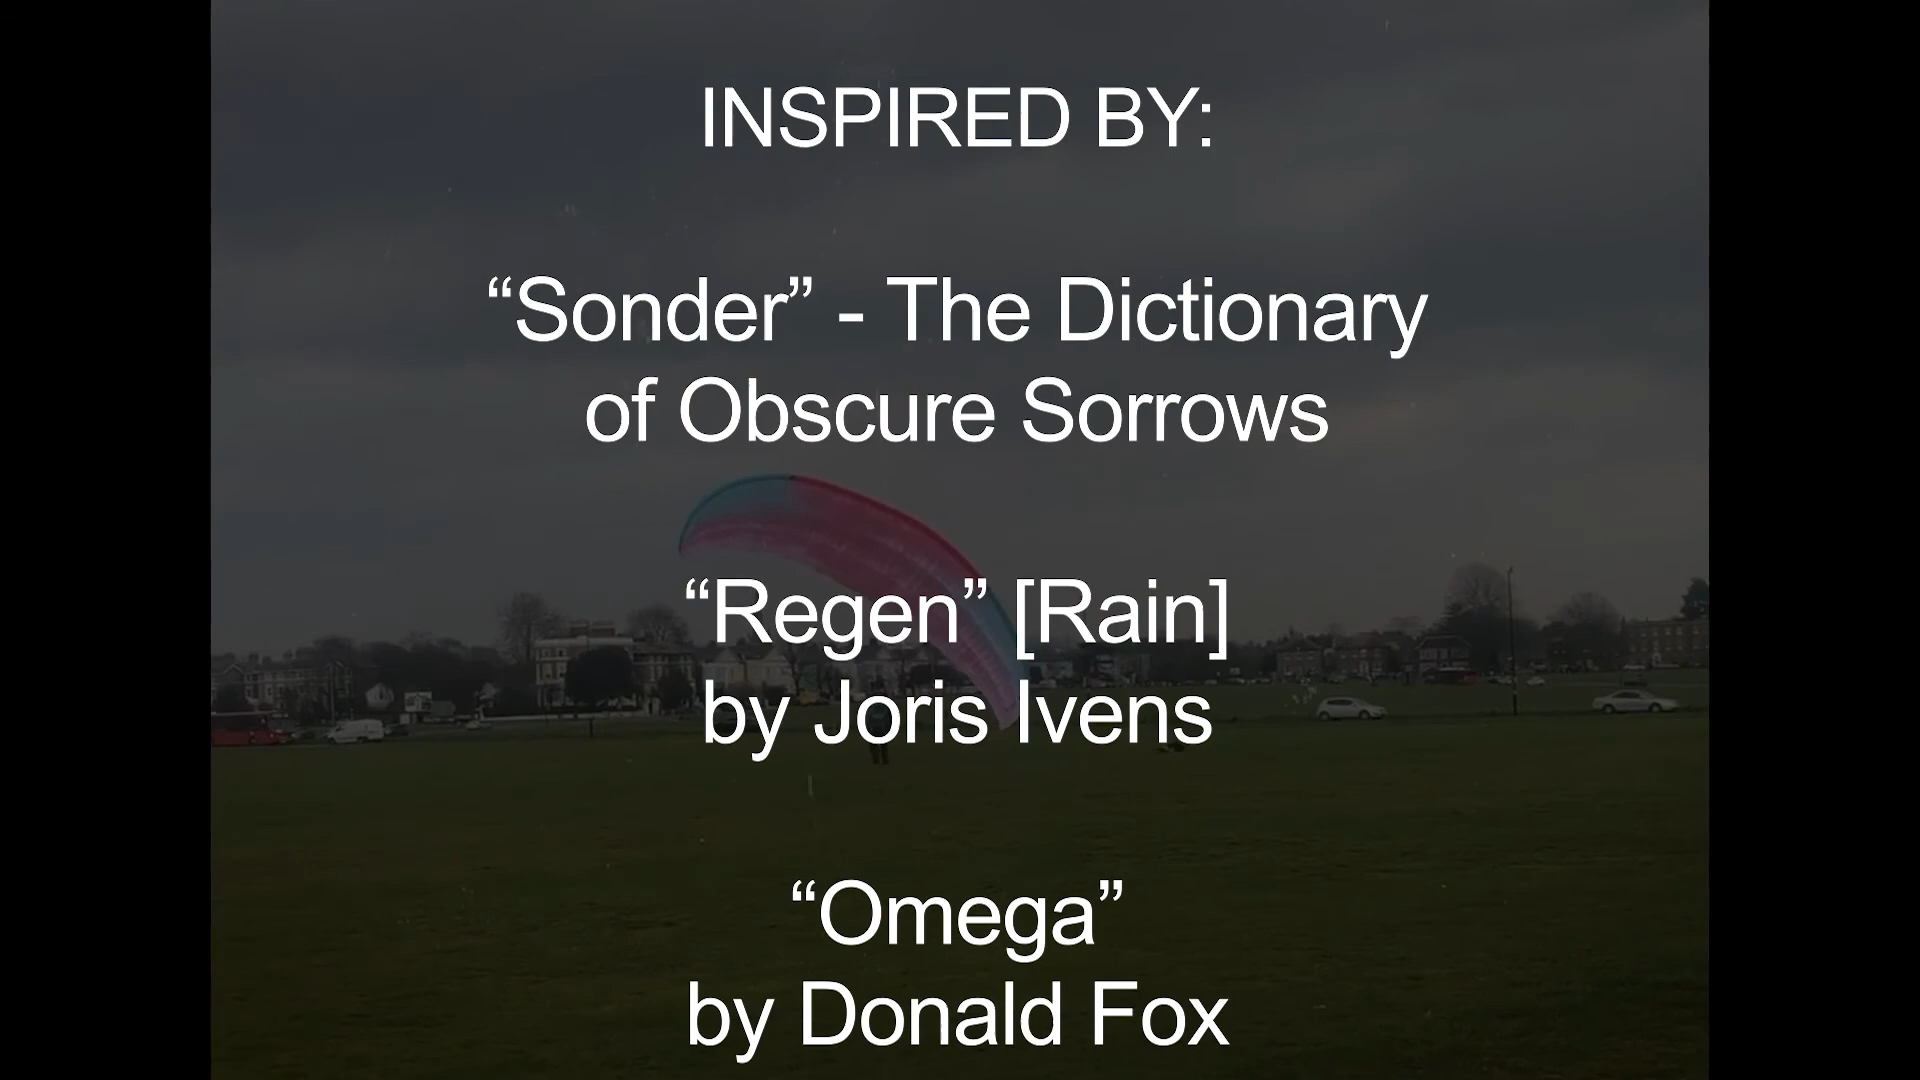 INSPIRED BY:
“Sonder” - The Dictionary
of Obscure Sorrows
“Regen” [Rain]
by Joris Ivens
“Omega”
by Donald Fox